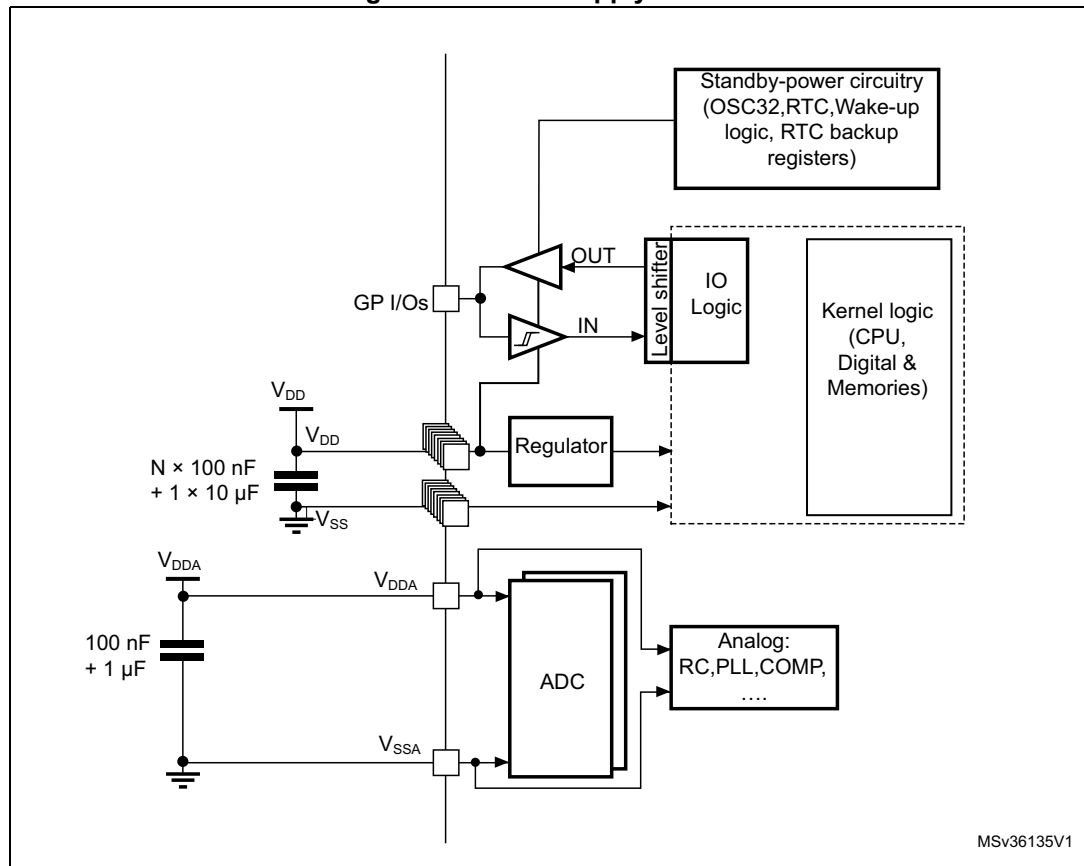 Standby-power circuitry
(OSC32,RTC,Wake-up
logic, RTC backup
registers)
OUT
GP I/Os
IN
Level shifter
IO
Logic
Kernel logic
(CPU,
Digital &
Memories)
VDD
VDD
N × 100 nF
+ 1 × 10 µF
VSS
Regulator
VDDA
VDDA
100 nF
+ 1 µF
ADC
Analog:
RC,PLL,COMP,
....
VSSA
MSv36135V1